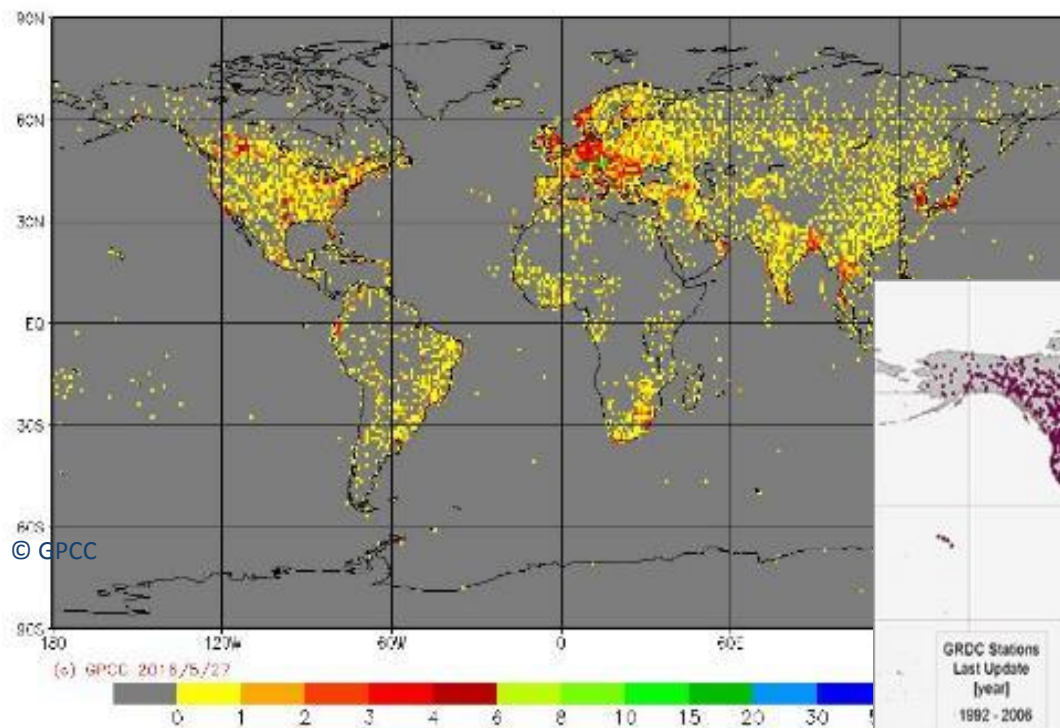 90N
60N
30N
EQ
30S
60S
© GPCC
90S
180 120W 60W 0 60E
(c) GPCC 2016/5/27
0 1 2 3 4 6 8 10 15 20 30
GRDC Stations
Last Update
[year]
1992 - 2006